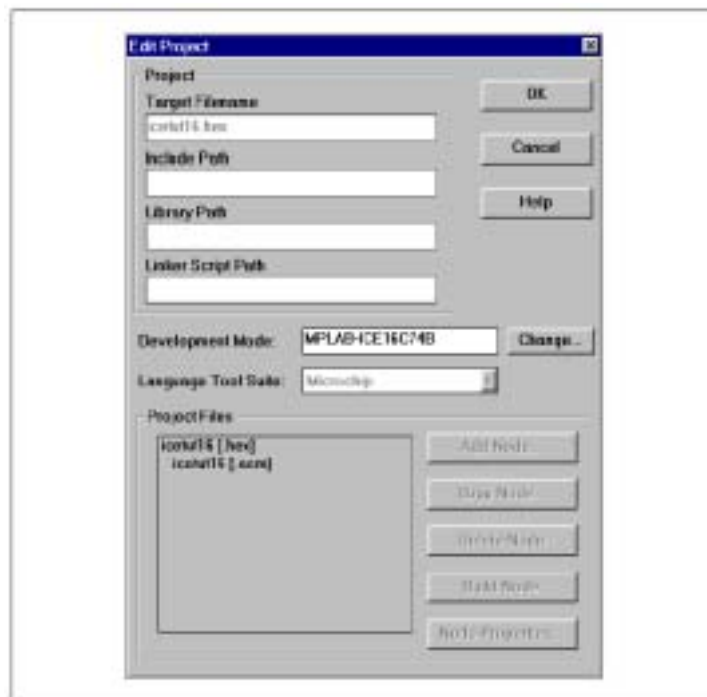 Edit Project
Project
Target Filename
icetut16.hex
Include Path
Library Path
Linker Script Path
OK
Cancel
Help
Development Mode: MPLAB-ICE 16C74B Change...
Language Tool Suite: Microchip
Project Files
icetut16 [.hex]
icetut16 [.asm]
Add Node...
Copy Node...
Delete Node
Build Node
Node Properties...